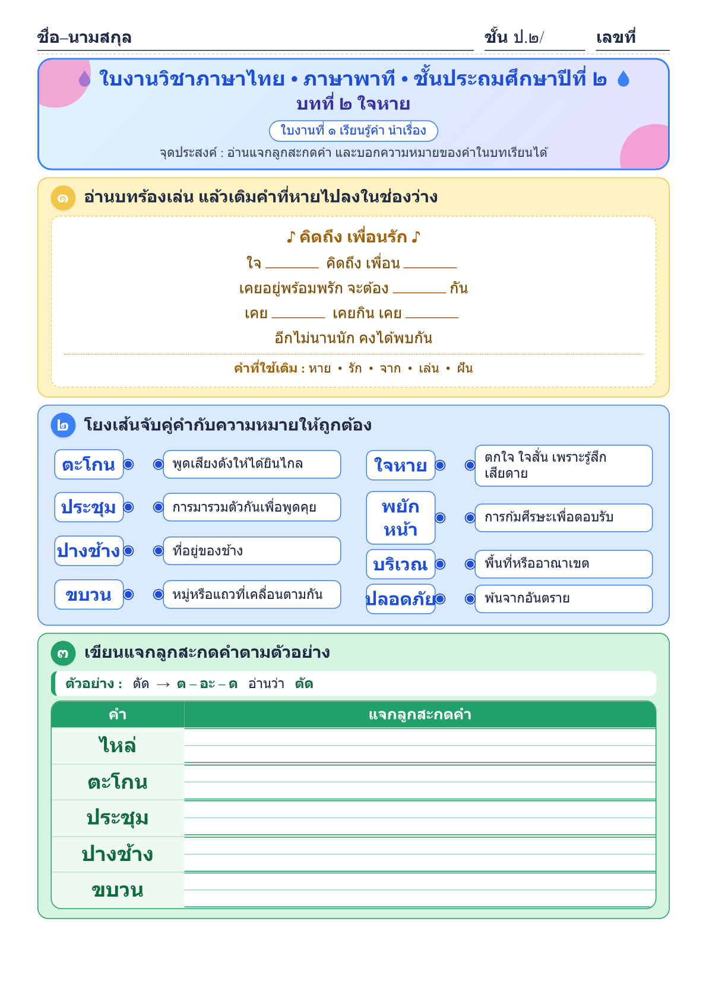 ชื่อ–นามสกุล ชั้น ป.๒/ เลขที่
ใบงานวิชาภาษาไทย • ภาษาพาที • ชั้นประถมศึกษาปีที่ ๒
บทที่ ๒ ใจหาย
ใบงานที่ ๑ เรียนรู้คำ นำเรื่อง
จุดประสงค์ : อ่านแจกลูกสะกดคำ และบอกความหมายของคำในบทเรียนได้
๑ อ่านบทร้องเล่น แล้วเติมคำที่หายไปลงในช่องว่าง
♪ คิดถึง เพื่อนรัก ♪
ใจ ________ คิดถึง เพื่อน ________
เคยอยู่พร้อมพรัก จะต้อง ________ กัน
เคย ________ เคยกิน เคย ________
อีกไม่นานนัก คงได้พบกัน
คำที่ใช้เติม : หาย • รัก • จาก • เล่น • ฝัน
๒ โยงเส้นจับคู่คำกับความหมายให้ถูกต้อง
ตะโกน พูดเสียงดังให้ได้ยินไกล
ประชุม การมารวมตัวกันเพื่อพูดคุย
ปางช้าง ที่อยู่ของช้าง
ขบวน หมู่หรือแถวที่เคลื่อนตามกัน
ใจหาย ตกใจ ใจสั่น เพราะรู้สึก
เสียดาย
พยัก
หน้า การก้มศีรษะเพื่อตอบรับ
บริเวณ พื้นที่หรืออาณาเขต
ปลอดภัย พ้นจากอันตราย
๓ เขียนแจกลูกสะกดคำตามตัวอย่าง
ตัวอย่าง : ตัด → ต – อะ – ด อ่านว่า ตัด
คำ แจกลูกสะกดคำ
ไหล่
ตะโกน
ประชุม
ปางช้าง
ขบวน